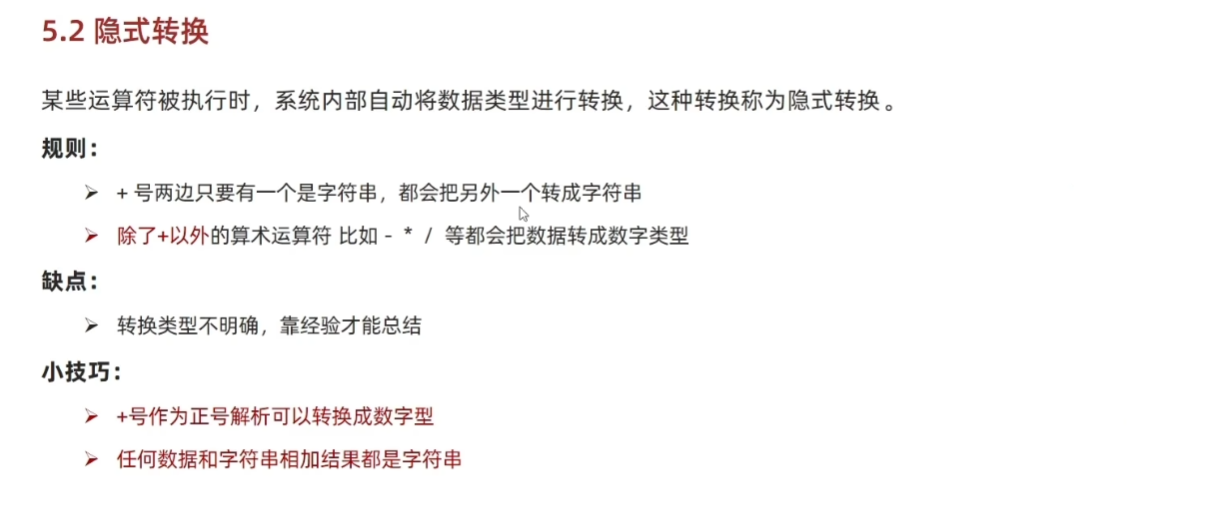 5.2 隐式转换
某些运算符被执行时，系统内部自动将数据类型进行转换，这种转换称为隐式转换。
规则：
➢ + 号两边只要有一个是字符串，都会把另外一个转成字符串
➢ 除了+以外的算术运算符 比如 - * / 等都会把数据转成数字类型
缺点：
➢ 转换类型不明确，靠经验才能总结
小技巧：
➢ +号作为正号解析可以转换成数字型
➢ 任何数据和字符串相加结果都是字符串